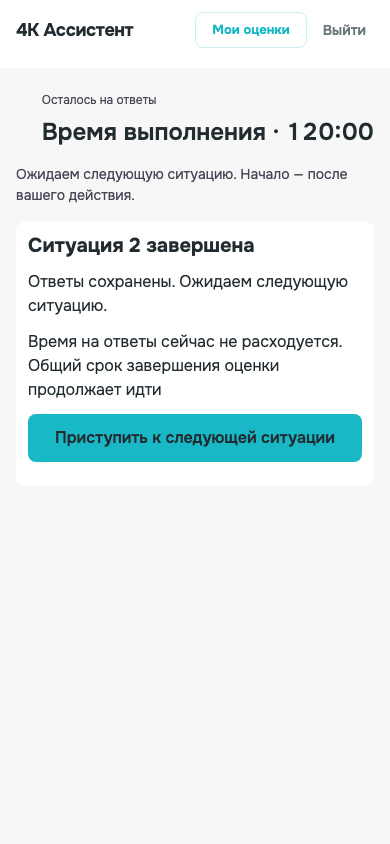 4K Ассистент
Мои оценки
Выйти
Осталось на ответы
Время выполнения · 120:00
Ожидаем следующую ситуацию. Начало — после
вашего действия.
Ситуация 2 завершена
Ответы сохранены. Ожидаем следующую
ситуацию.
Время на ответы сейчас не расходуется.
Общий срок завершения оценки
продолжает идти
Приступить к следующей ситуации